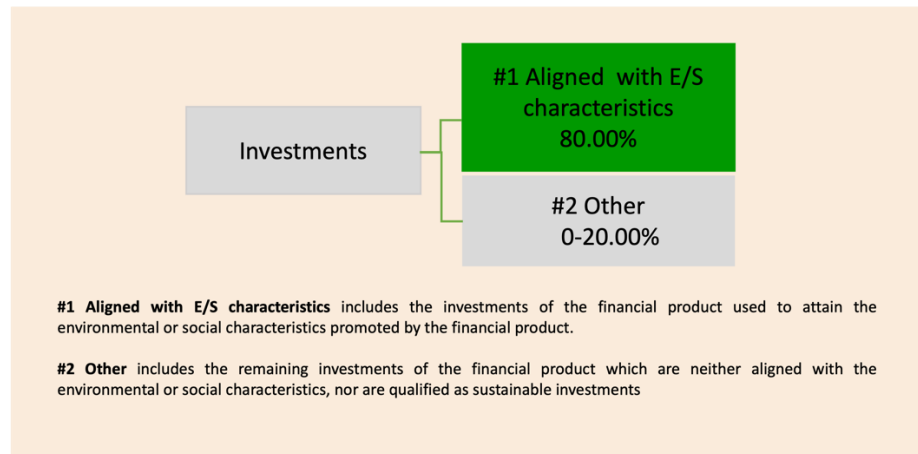 #1 Aligned with E/S
characteristics
80.00%
Investments
#2 Other
0-20.00%
#1 Aligned with E/S characteristics includes the investments of the financial product used to attain the
environmental or social characteristics promoted by the financial product.
#2 Other includes the remaining investments of the financial product which are neither aligned with the
environmental or social characteristics, nor are qualified as sustainable investments